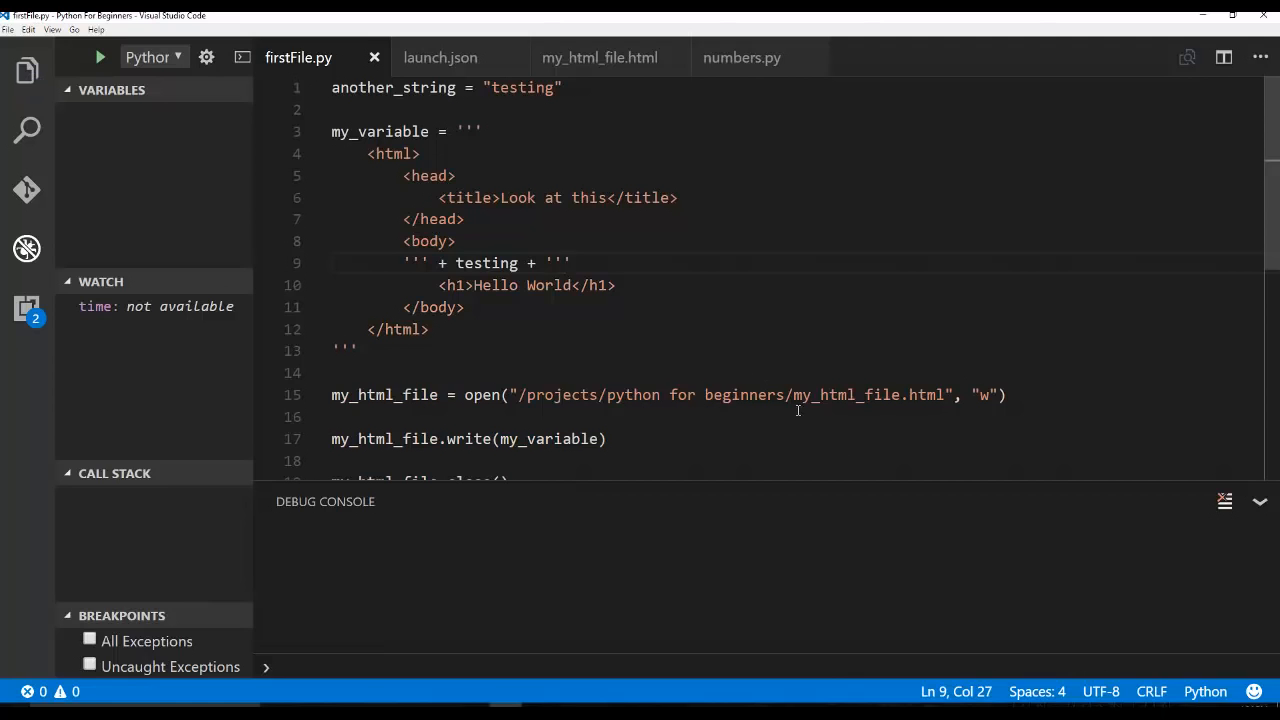 firstFile.py - Python For Beginners - Visual Studio Code
File Edit View Go Help
Python firstFile.py launch.json my_html_file.html numbers.py
VARIABLES
WATCH
time: not available
CALL STACK
BREAKPOINTS
All Exceptions
Uncaught Exceptions
2
1 another_string = "testing"
2
3 my_variable = '''
4 <html>
5 <head>
6 <title>Look at this</title>
7 </head>
8 <body>
9 ''' + testing + '''
10 <h1>Hello World</h1>
11 </body>
12 </html>
13 '''
14
15 my_html_file = open("/projects/python for beginners/my_html_file.html", "w")
16
17 my_html_file.write(my_variable)
18
19 my_html_file.close()
DEBUG CONSOLE
0 0 Ln 9, Col 27 Spaces: 4 UTF-8 CRLF Python